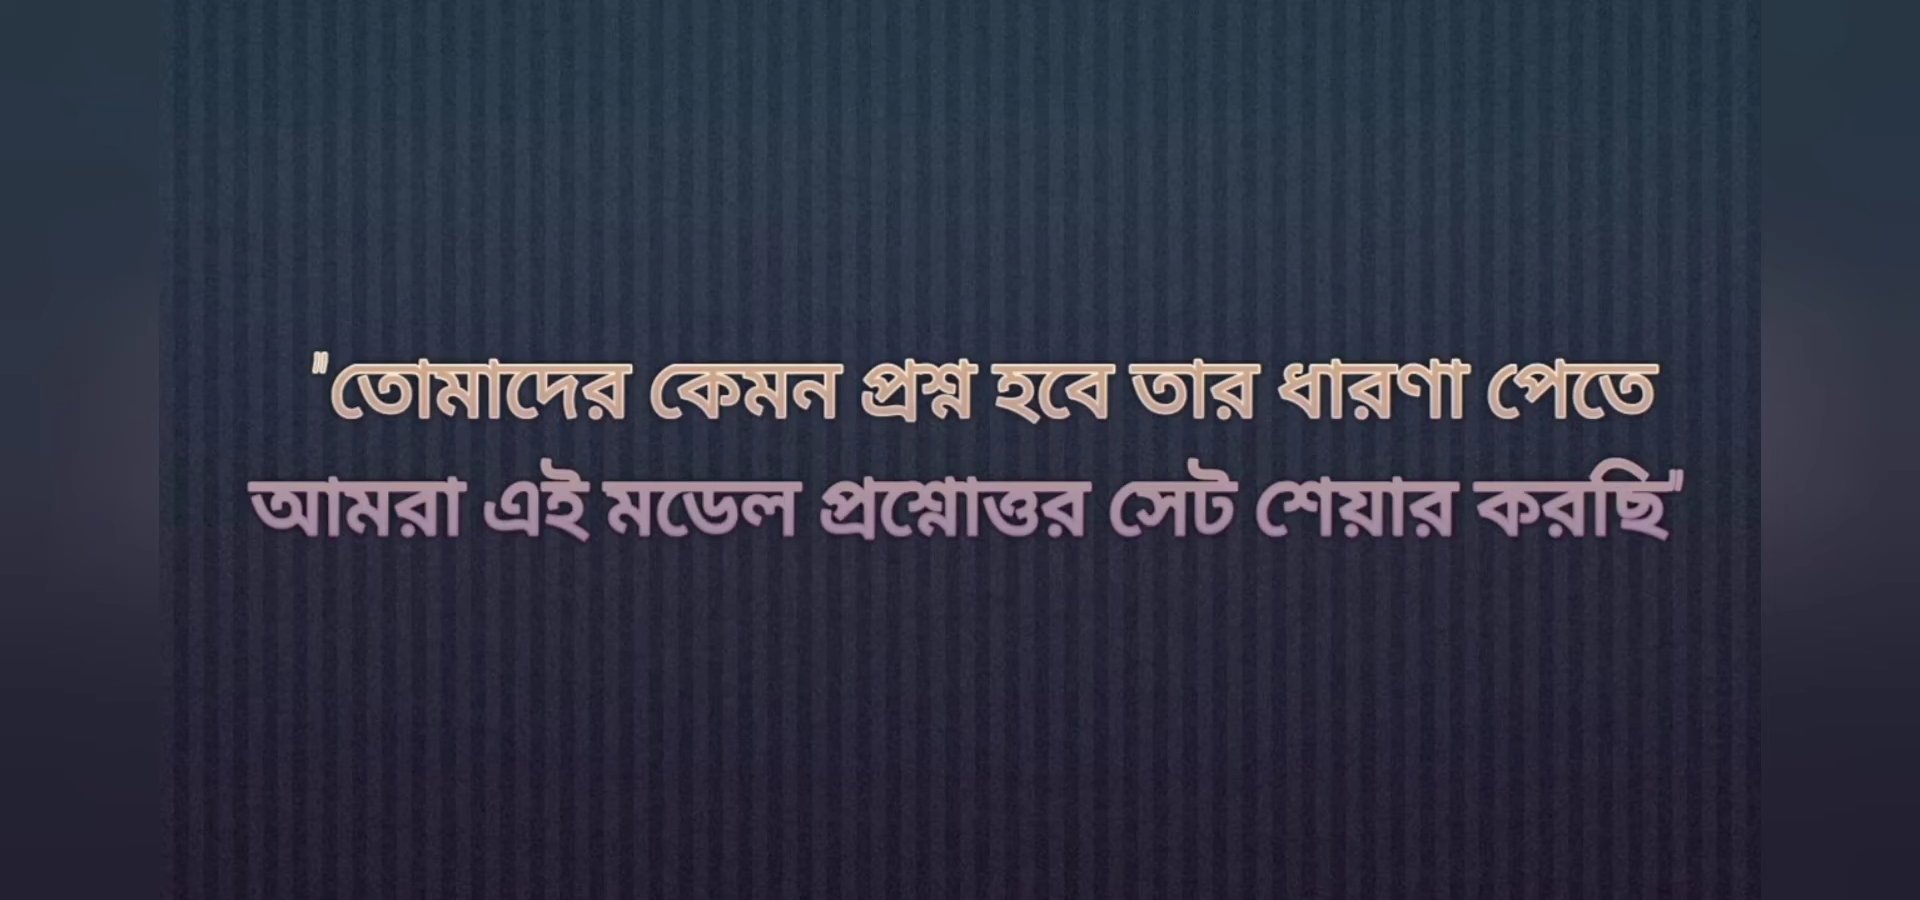 "তোমাদের কেমন প্রশ্ন হবে তার ধারণা পেতে
আমরা এই মডেল প্রশ্নোত্তর সেট শেয়ার করছি"